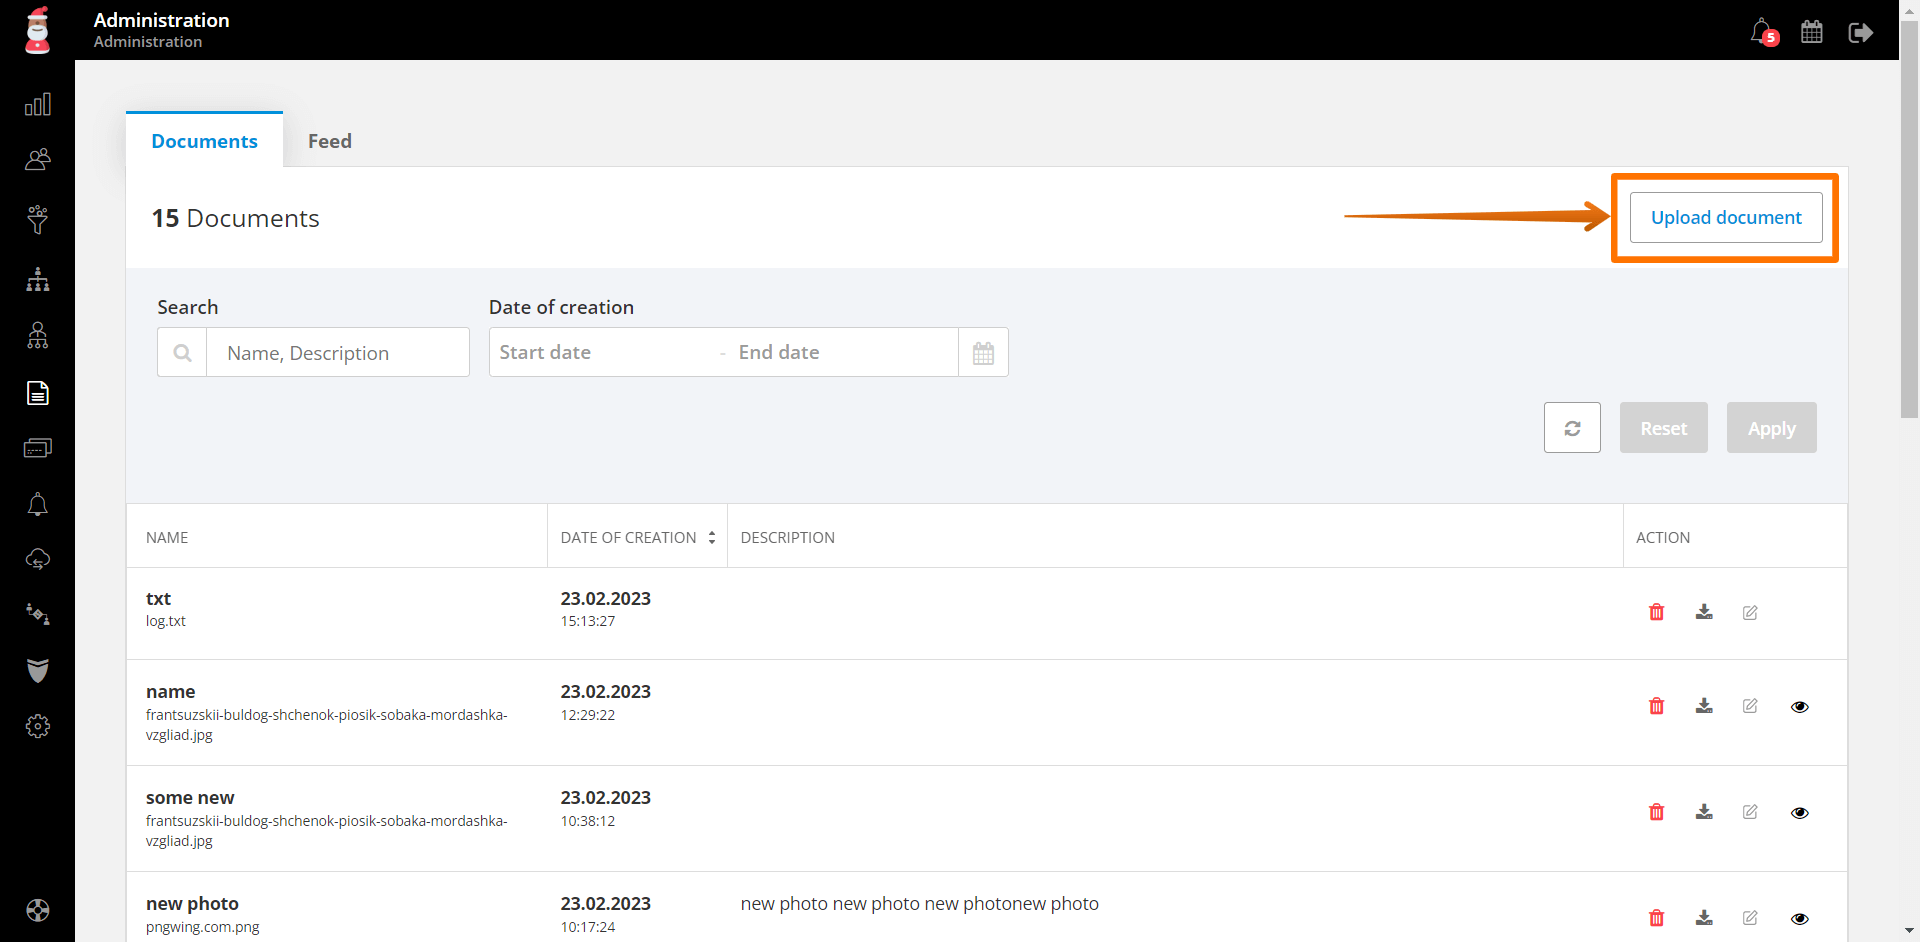 Administration
Administration
5
Documents
Feed
15 Documents
Upload document
Search
Date of creation
Name, Description
Start date - End date
Reset
Apply
NAME
DATE OF CREATION
DESCRIPTION
ACTION
txt
log.txt
23.02.2023
15:13:27
name
frantsuzskii-buldog-shchenok-piosik-sobaka-mordashka-
vzgliad.jpg
23.02.2023
12:29:22
some new
frantsuzskii-buldog-shchenok-piosik-sobaka-mordashka-
vzgliad.jpg
23.02.2023
10:38:12
new photo
pngwing.com.png
23.02.2023
10:17:24
new photo new photo new photonew photo